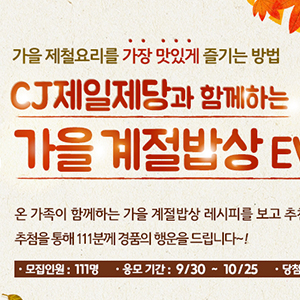 가을 제철요리를 가장 맛있게 즐기는 방법
CJ제일제당과 함께하는
가을 계절밥상 EV
온 가족이 함께하는 가을 계절밥상 레시피를 보고 추첨
추첨을 통해 111분께 경품의 행운을 드립니다~!
• 모집인원 : 111명 • 응모 기간 : 9/30 ~ 10/25 • 당첨